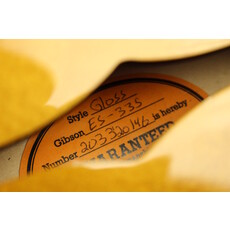 Style Gloss
Gibson ES-335
Number 203320146 is hereby
GUARANTEED